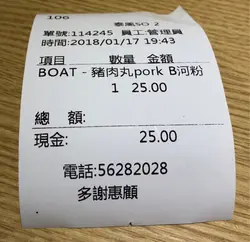 106
泰風SO 2
單號:114245 員工:管理員
時間:2018/01/17 19:43
項目 數量 金額
BOAT - 豬肉丸pork B河粉
1 25.00
總 額:
現金: 25.00
電話:56282028
多謝惠顧